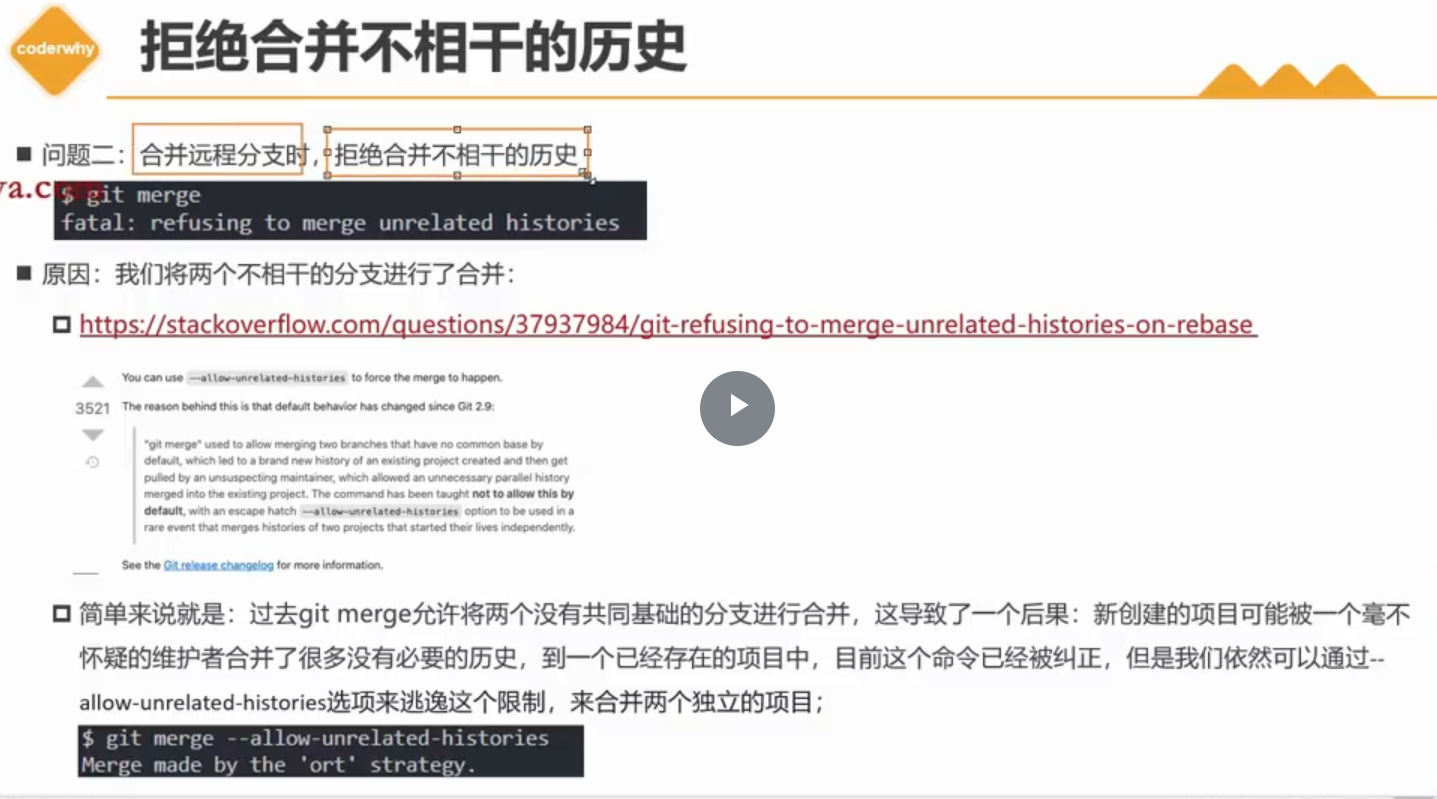 coderwhy
拒绝合并不相干的历史
■ 问题二：合并远程分支时，拒绝合并不相干的历史
$ git merge
fatal: refusing to merge unrelated histories
■ 原因：我们将两个不相干的分支进行了合并：
https://stackoverflow.com/questions/37937984/git-refusing-to-merge-unrelated-histories-on-rebase
You can use --allow-unrelated-histories to force the merge to happen.
3521
The reason behind this is that default behavior has changed since Git 2.9:
"git merge" used to allow merging two branches that have no common base by
default, which led to a brand new history of an existing project created and then get
pulled by an unsuspecting maintainer, which allowed an unnecessary parallel history
merged into the existing project. The command has been taught not to allow this by
default, with an escape hatch --allow-unrelated-histories option to be used in a
rare event that merges histories of two projects that started their lives independently.
See the Git release changelog for more information.
简单来说就是：过去git merge允许将两个没有共同基础的分支进行合并，这导致了一个后果：新创建的项目可能被一个毫不
怀疑的维护者合并了很多没有必要的历史，到一个已经存在的项目中，目前这个命令已经被纠正，但是我们依然可以通过--
allow-unrelated-histories选项来逃逸这个限制，来合并两个独立的项目；
$ git merge --allow-unrelated-histories
Merge made by the 'ort' strategy.